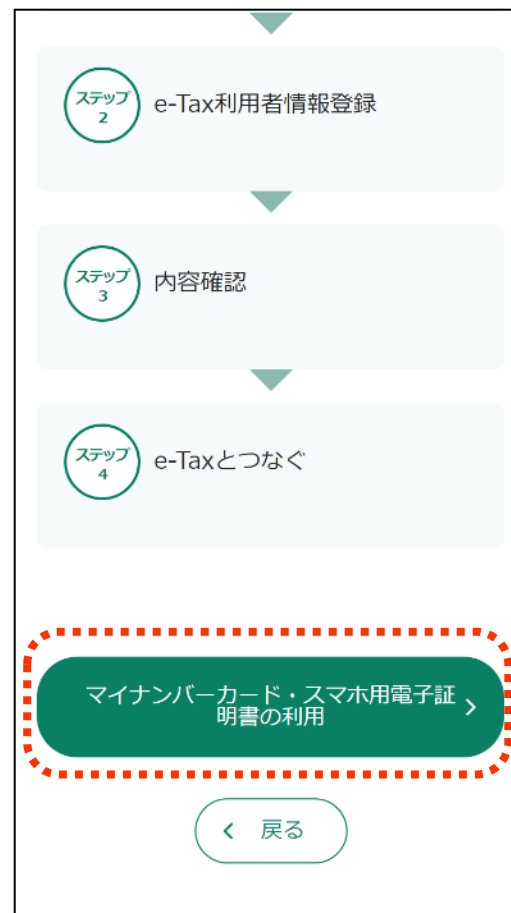 ステップ
2
e-Tax利用者情報登録
ステップ
3
内容確認
ステップ
4
e-Taxとつなぐ
マイナンバーカード・スマホ用電子証
明書の利用
戻る